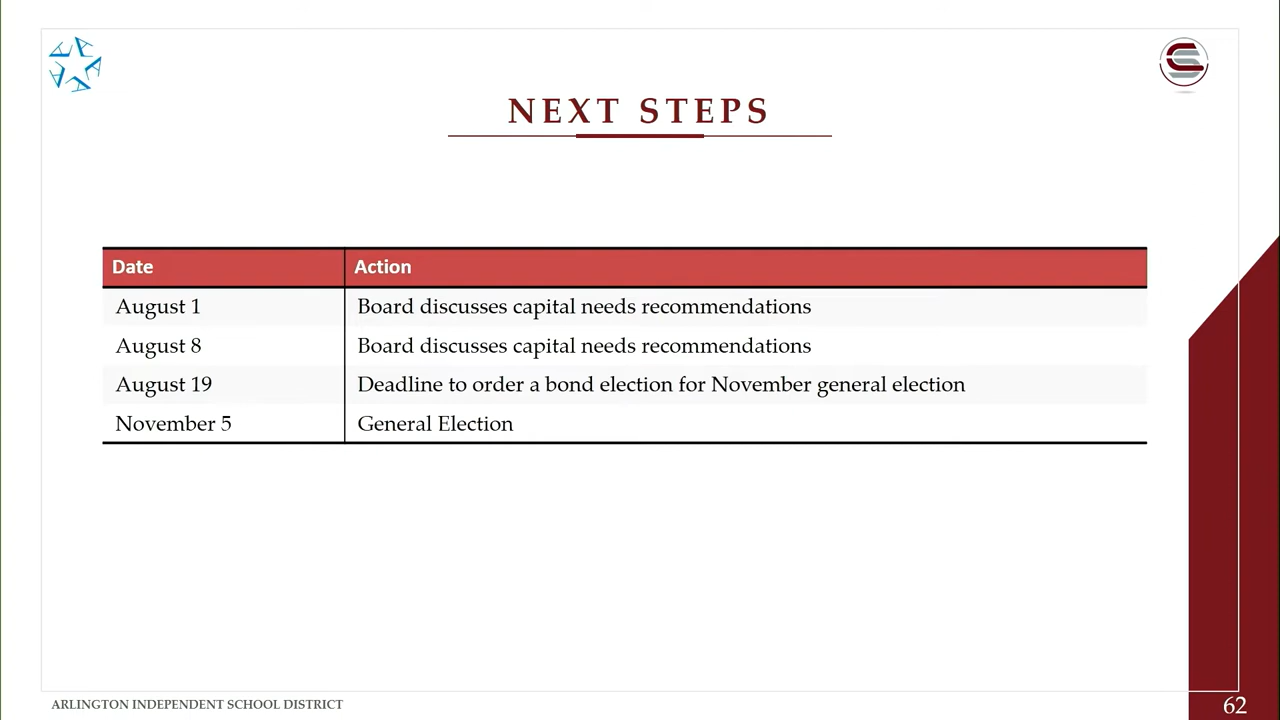 NEXT STEPS
Date Action
August 1 Board discusses capital needs recommendations
August 8 Board discusses capital needs recommendations
August 19 Deadline to order a bond election for November general election
November 5 General Election
ARLINGTON INDEPENDENT SCHOOL DISTRICT
62